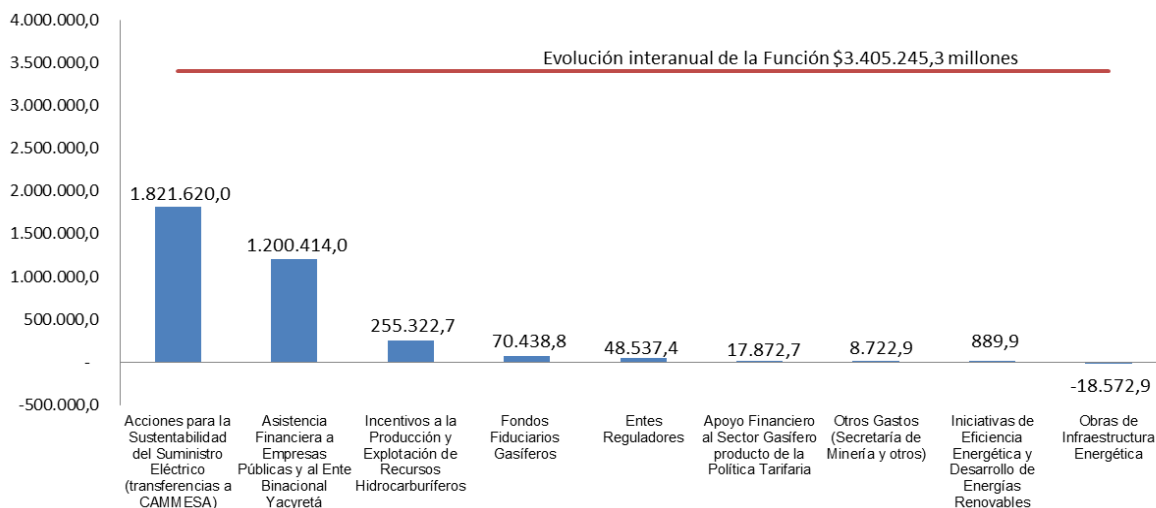 4.000.000,0
3.500.000,0
3.000.000,0
2.500.000,0
2.000.000,0
1.500.000,0
1.000.000,0
500.000,0
-
-500.000,0
Evolución interanual de la Función $3.405.245,3 millones
1.821.620,0
1.200.414,0
255.322,7
70.438,8
48.537,4
17.872,7
8.722,9
889,9
-18.572,9
Acciones para la
Sustentabilidad
del Suministro
Eléctrico
(transferencias a
CAMMESA)
Asistencia
Financiera a
Empresas
Públicas y al Ente
Binacional
Yacyretá
Incentivos a la
Producción y
Explotación de
Recursos
Hidrocarburíferos
Fondos
Fiduciarios
Gasíferos
Entes
Reguladores
Apoyo Financiero
al Sector Gasífero
producto de la
Política Tarifaria
Otros Gastos
(Secretaría de
Minería y otros)
Iniciativas de
Eficiencia
Energética y
Desarrollo de
Energías
Renovables
Obras de
Infraestructura
Energética